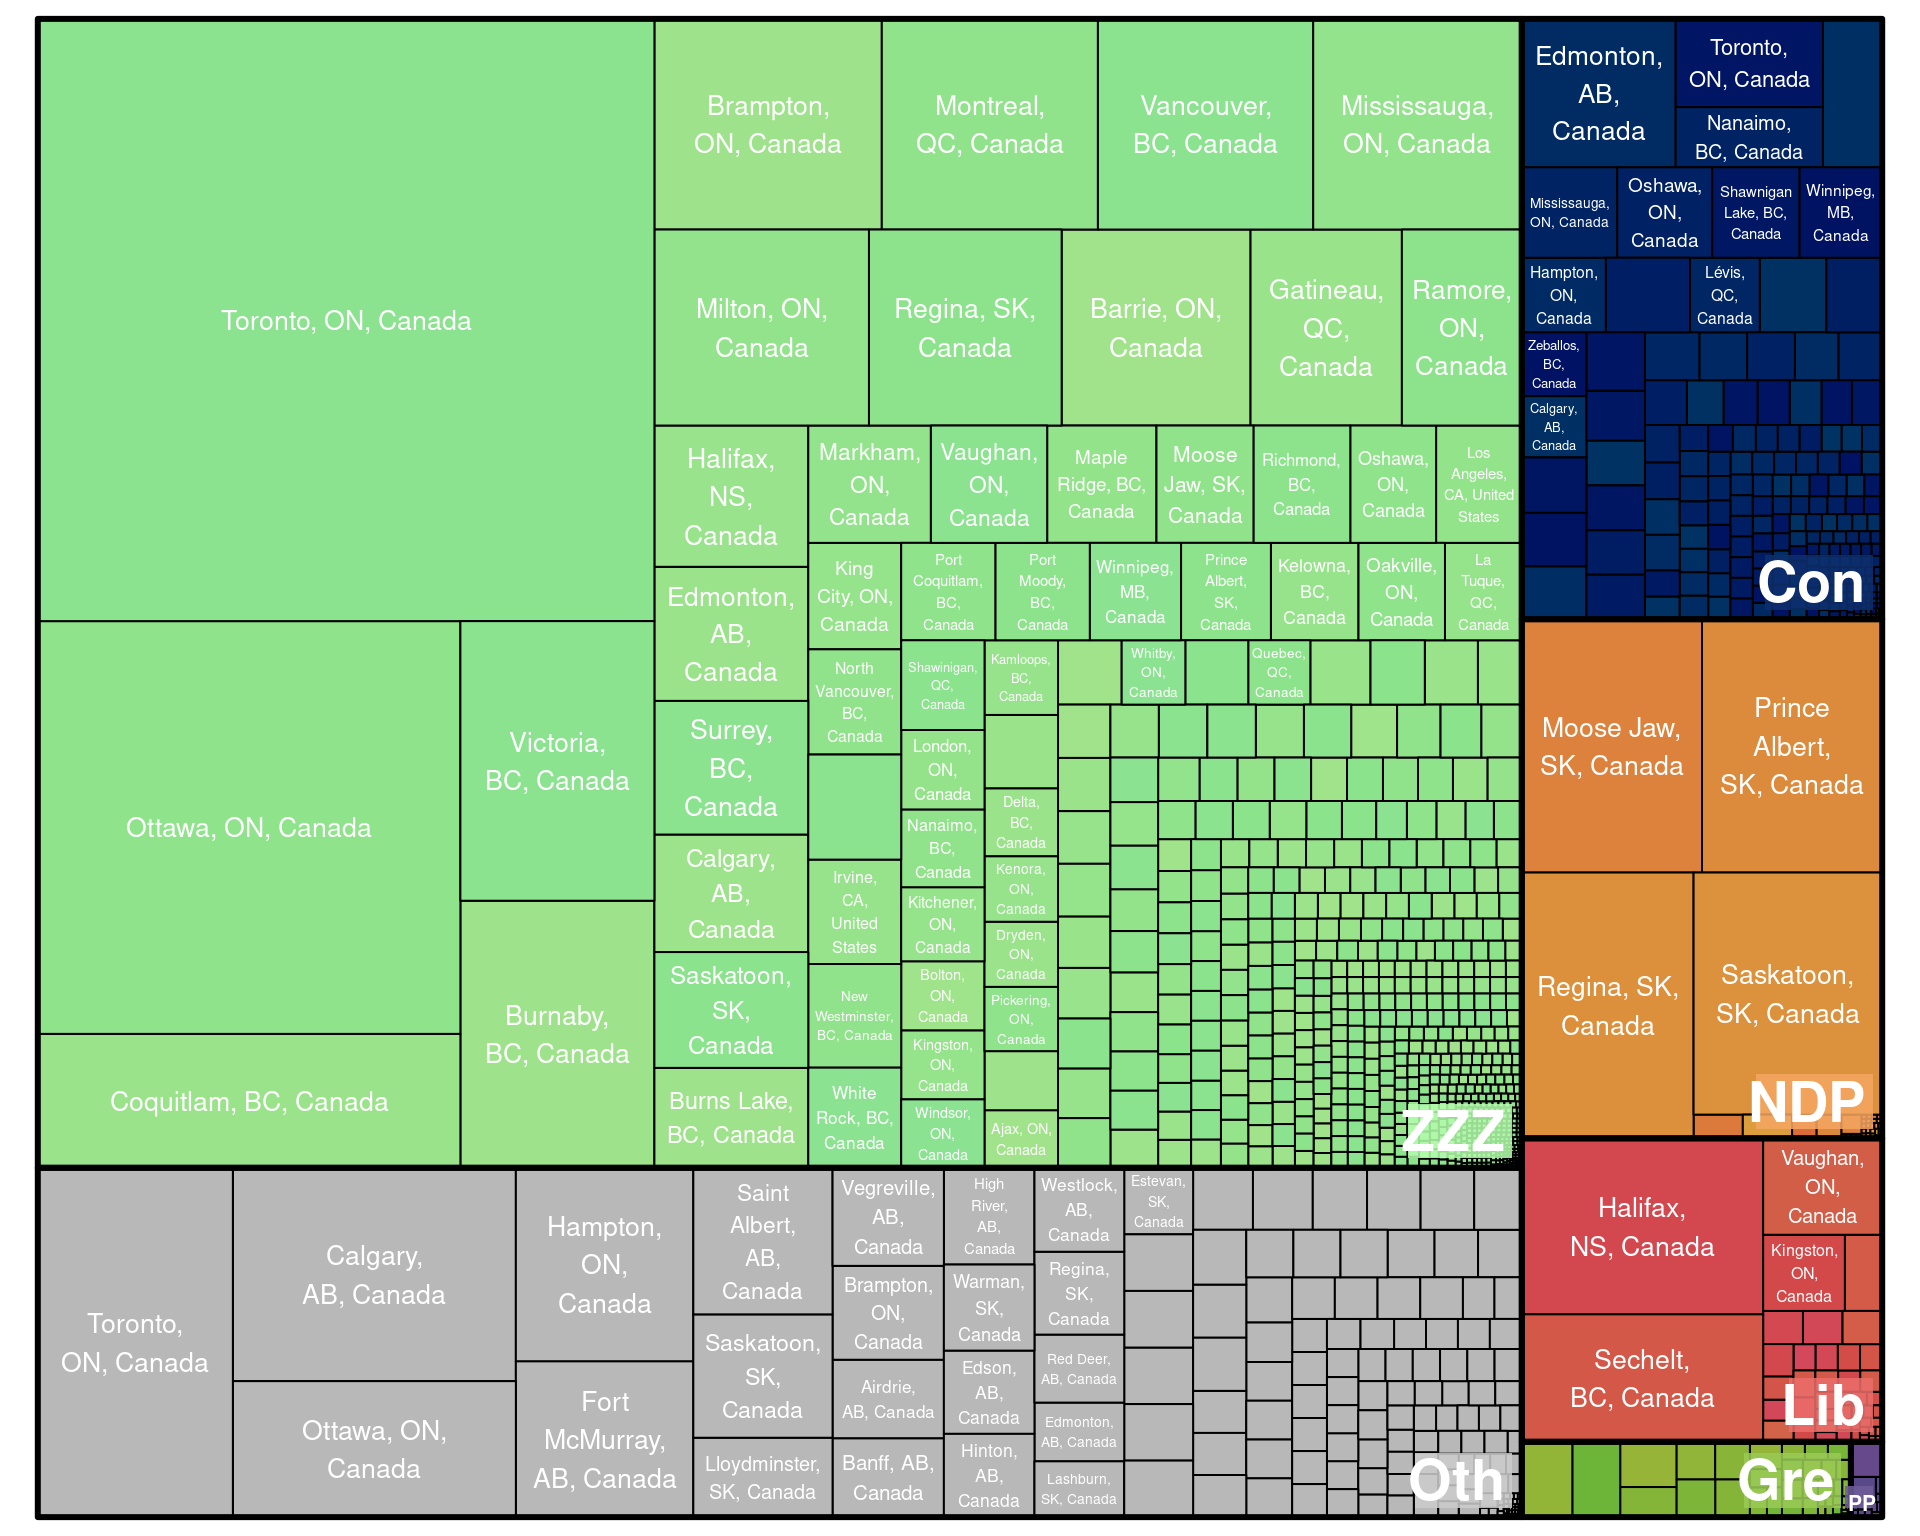 Toronto, ON, Canada
Ottawa, ON, Canada
Coquitlam, BC, Canada
Victoria,
BC, Canada
Burnaby,
BC, Canada
Brampton,
ON, Canada
Montreal,
QC, Canada
Vancouver,
BC, Canada
Mississauga,
ON, Canada
Milton, ON,
Canada
Regina, SK,
Canada
Barrie, ON,
Canada
Gatineau,
QC,
Canada
Ramore,
ON,
Canada
Halifax,
NS,
Canada
Edmonton,
AB,
Canada
Surrey,
BC,
Canada
Calgary,
AB,
Canada
Saskatoon,
SK,
Canada
Burns Lake,
BC, Canada
Markham,
ON,
Canada
Vaughan,
ON,
Canada
Maple
Ridge, BC,
Canada
Moose
Jaw, SK,
Canada
Richmond,
BC,
Canada
Oshawa,
ON,
Canada
Los
Angeles,
CA, United
States
King
City, ON,
Canada
North
Vancouver,
BC,
Canada
Irvine,
CA,
United
States
New
Westminster,
BC, Canada
White
Rock, BC,
Canada
Port
Coquitlam,
BC,
Canada
Port
Moody,
BC,
Canada
Winnipeg,
MB,
Canada
Prince
Albert,
SK,
Canada
Kelowna,
BC,
Canada
Oakville,
ON,
Canada
La
Tuque,
QC,
Canada
Shawinigan,
QC,
Canada
London,
ON,
Canada
Nanaimo,
BC,
Canada
Kitchener,
ON,
Canada
Bolton,
ON,
Canada
Kingston,
ON,
Canada
Windsor,
ON,
Canada
Kamloops,
BC,
Canada
Delta,
BC,
Canada
Kenora,
ON,
Canada
Dryden,
ON,
Canada
Pickering,
ON,
Canada
Ajax, ON,
Canada
Whitby,
ON,
Canada
Quebec,
QC,
Canada
ZZZ
Toronto,
ON, Canada
Calgary,
AB, Canada
Ottawa, ON,
Canada
Hampton,
ON,
Canada
Fort
McMurray,
AB, Canada
Saint
Albert,
AB,
Canada
Saskatoon,
SK,
Canada
Lloydminster,
SK, Canada
Vegreville,
AB,
Canada
Brampton,
ON,
Canada
Airdrie,
AB, Canada
Banff, AB,
Canada
High
River,
AB,
Canada
Warman,
SK,
Canada
Edson,
AB,
Canada
Hinton,
AB,
Canada
Westlock,
AB,
Canada
Regina,
SK,
Canada
Red Deer,
AB, Canada
Edmonton,
AB, Canada
Lashburn,
SK, Canada
Estevan,
SK,
Canada
Oth
Edmonton,
AB,
Canada
Toronto,
ON, Canada
Nanaimo,
BC, Canada
Mississauga,
ON, Canada
Oshawa,
ON,
Canada
Shawnigan
Lake, BC,
Canada
Winnipeg,
MB,
Canada
Hampton,
ON,
Canada
Lévis,
QC,
Canada
Zeballos,
BC,
Canada
Calgary,
AB,
Canada
Con
Moose Jaw,
SK, Canada
Prince
Albert,
SK, Canada
Regina, SK,
Canada
Saskatoon,
SK, Canada
NDP
Halifax,
NS, Canada
Sechelt,
BC, Canada
Vaughan,
ON,
Canada
Kingston,
ON,
Canada
Lib
Gre
PP